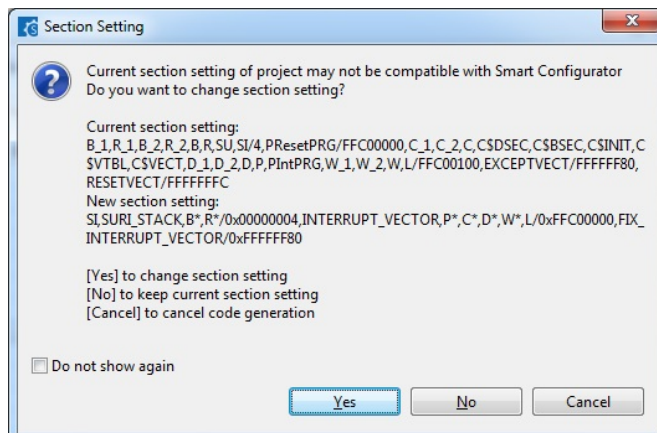 Section Setting
Current section setting of project may not be compatible with Smart Configurator
Do you want to change section setting?
Current section setting:
B_1,R_1,B_2,R_2,B,R,SU,SI/4,PResetPRG/FFC00000,C_1,C_2,C,C$DSEC,C$BSEC,C$INIT,C
$VTBL,C$VECT,D_1,D_2,D,P,PIntPRG,W_1,W_2,W,L/FFC00100,EXCEPTVECT/FFFFFF80,
RESETVECT/FFFFFFFC
New section setting:
SI,SURI_STACK,B*,R*/0x00000004,INTERRUPT_VECTOR,P*,C*,D*,W*,L/0xFFC00000,FIX_
INTERRUPT_VECTOR/0xFFFFFF80
[Yes] to change section setting
[No] to keep current section setting
[Cancel] to cancel code generation
Do not show again
Yes No Cancel